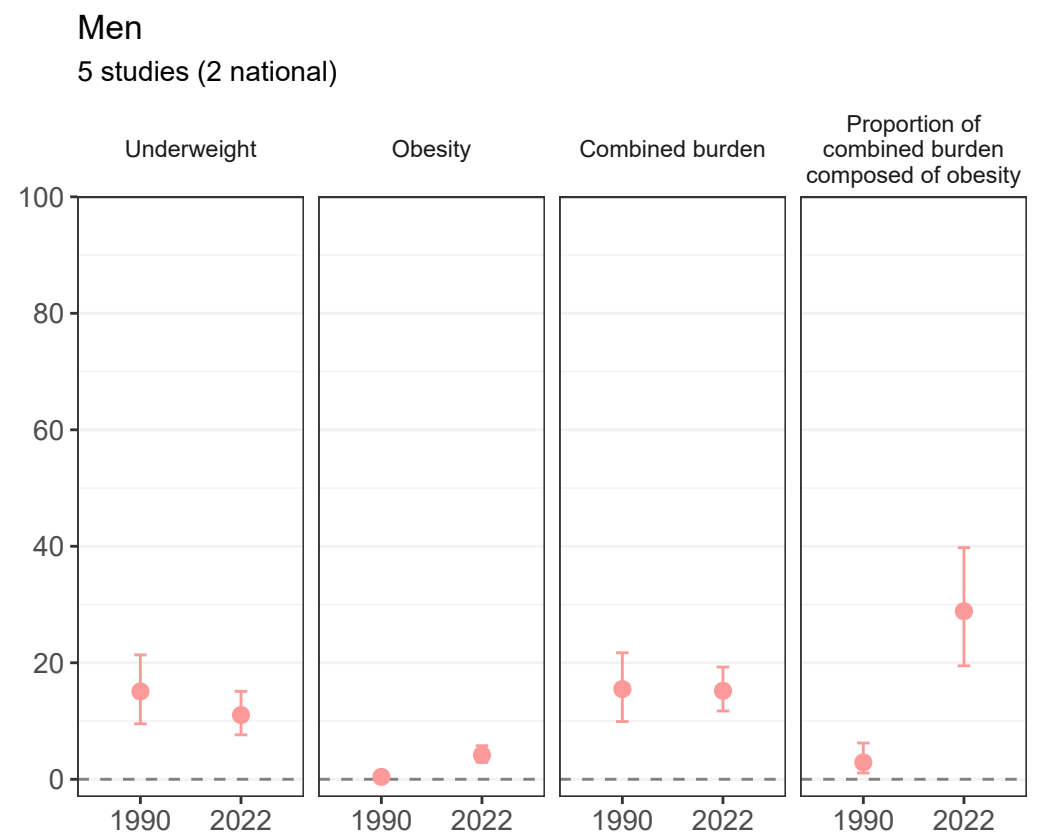 Men
5 studies (2 national)
Underweight
Obesity
Combined burden
Proportion of
combined burden
composed of obesity
100
80
60
40
20
0
1990 2022
1990 2022
1990 2022
1990 2022